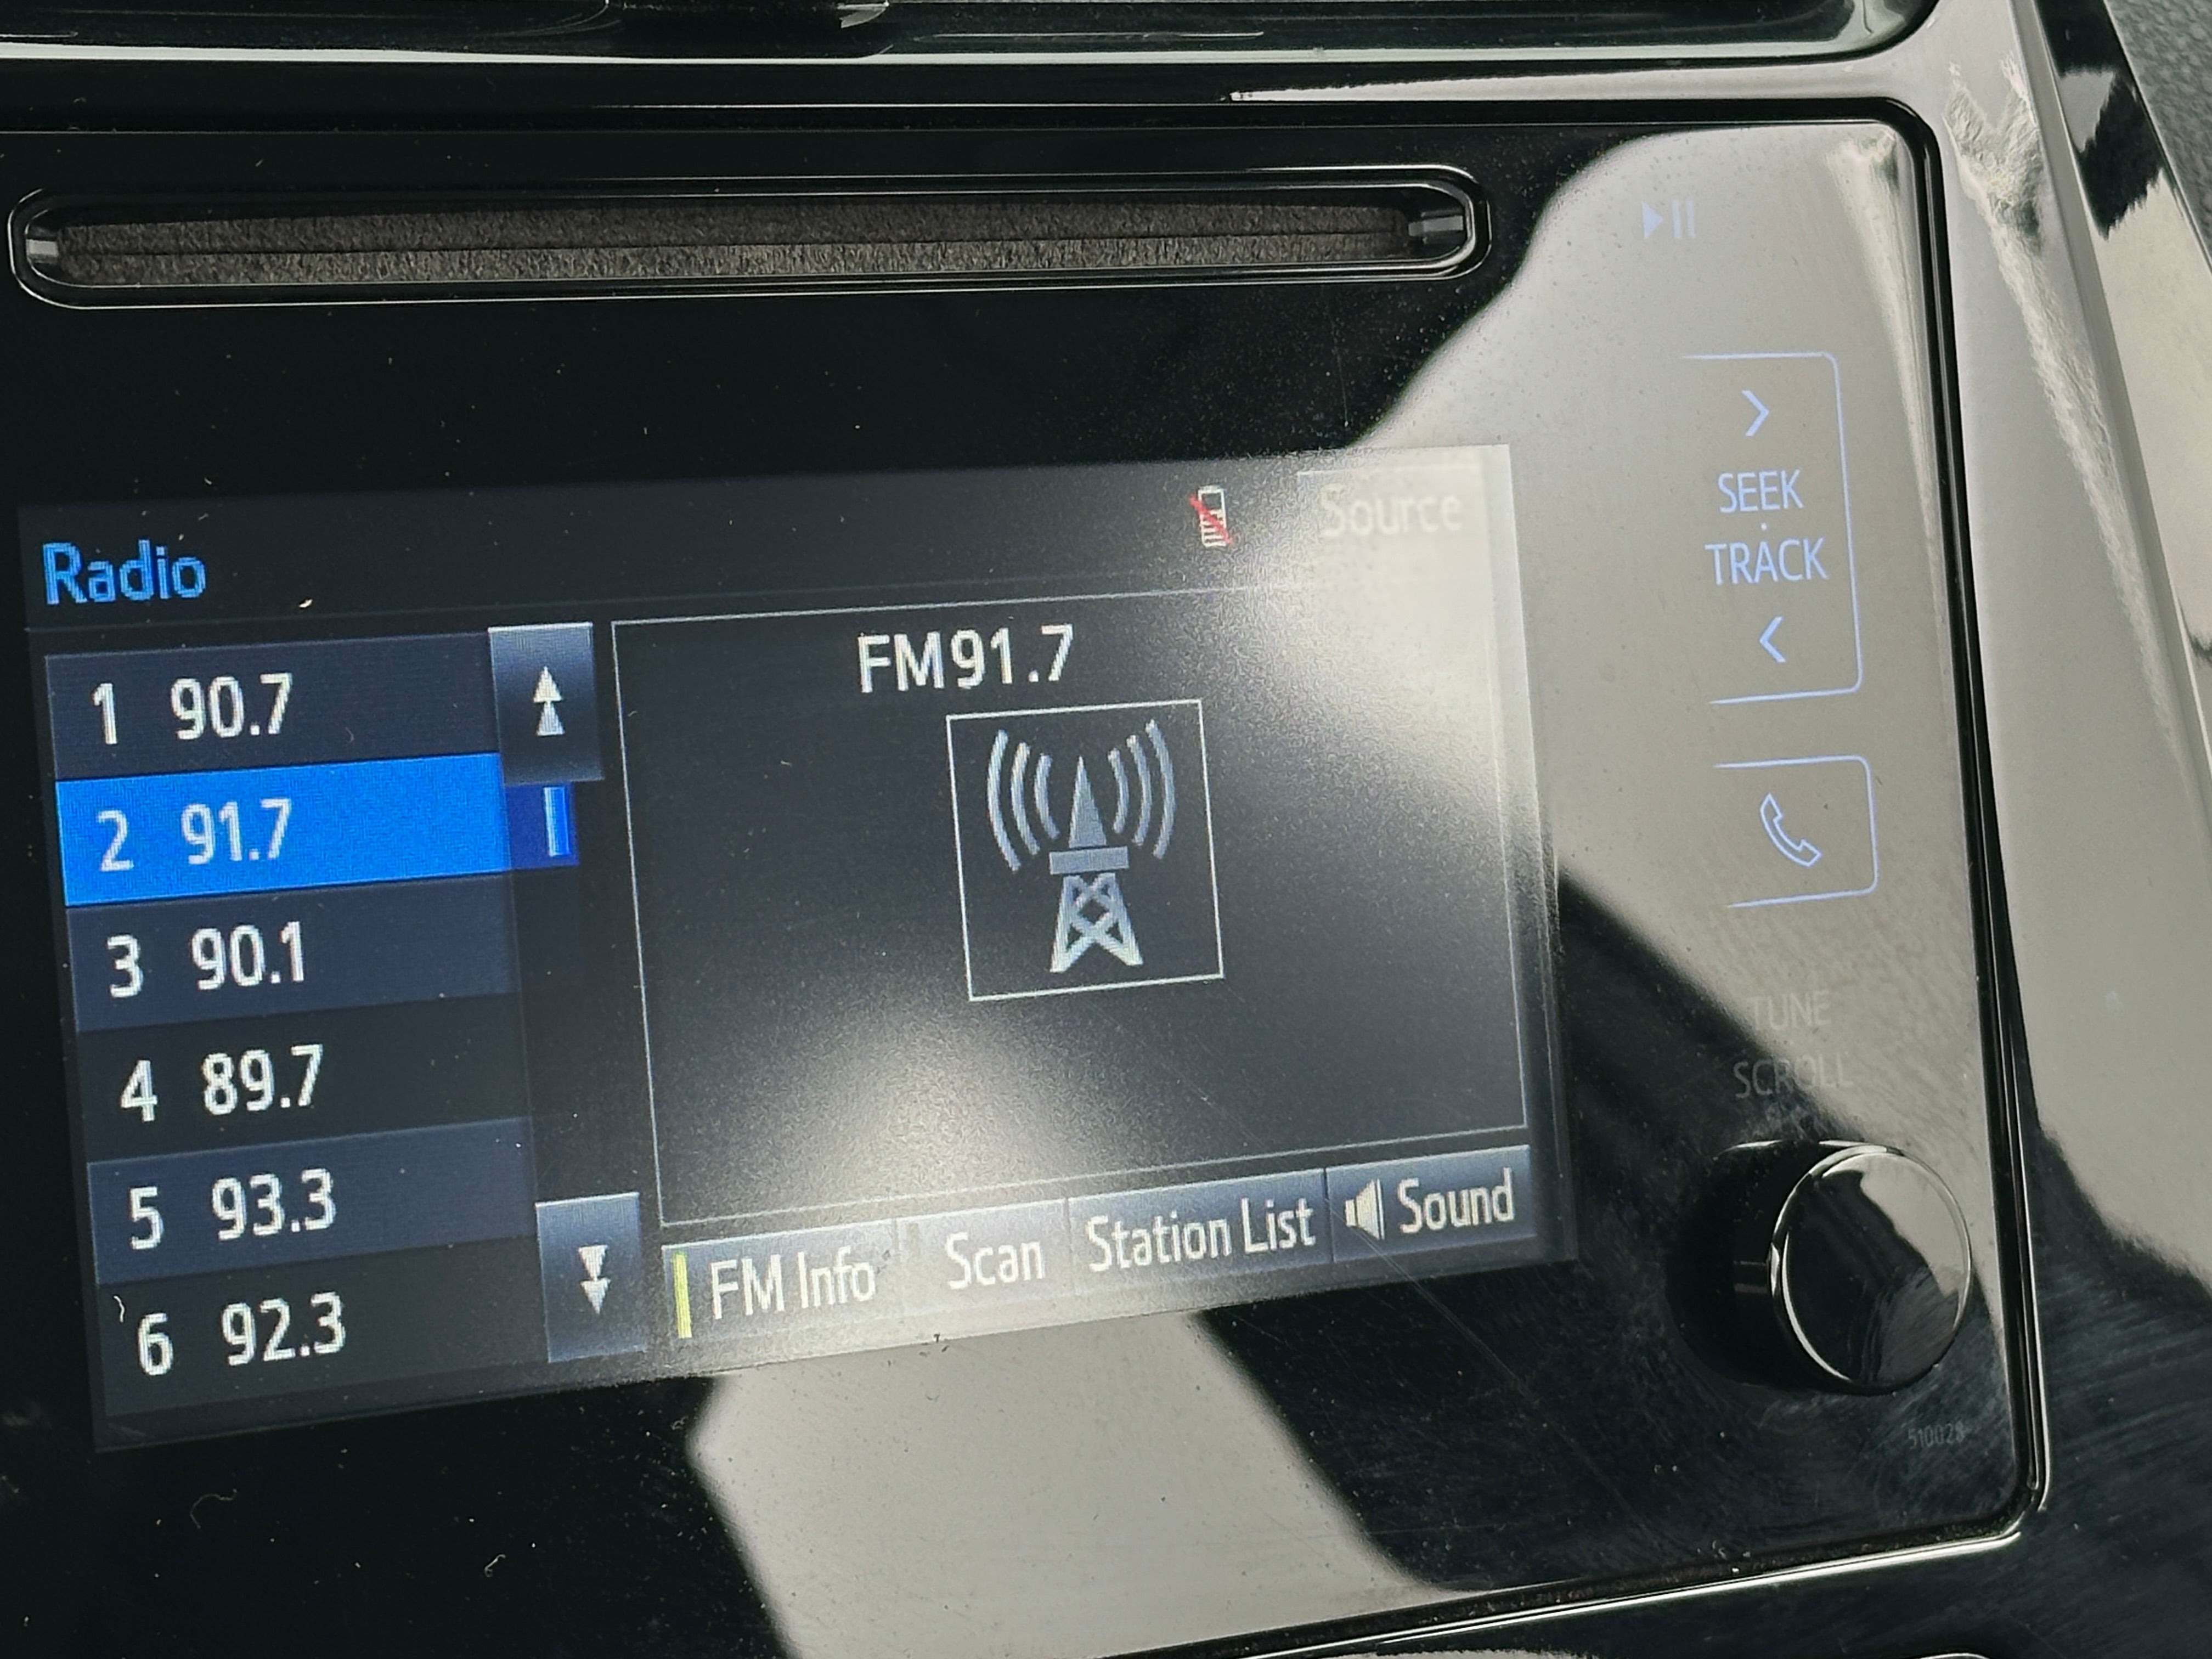 Radio
Source
1 90.7
2 91.7
3 90.1
4 89.7
5 93.3
6 92.3
FM91.7
FM Info
Scan
Station List
Sound
SEEK
TRACK
TUNE
SCROLL
510028